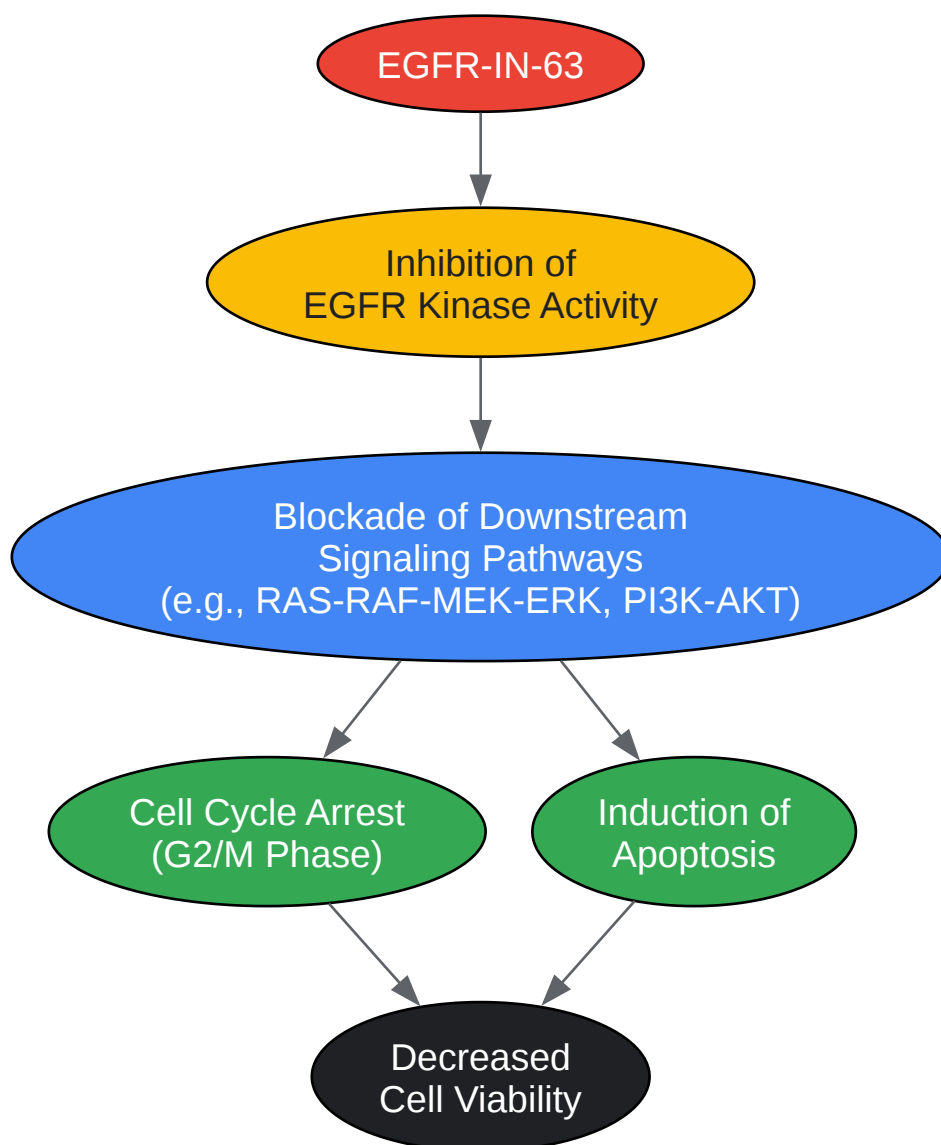 EGFR-IN-63
Inhibition of
EGFR Kinase Activity
Blockade of Downstream
Signaling Pathways
(e.g., RAS-RAF-MEK-ERK, PI3K-AKT)
Cell Cycle Arrest
(G2/M Phase)
Induction of
Apoptosis
Decreased
Cell Viability